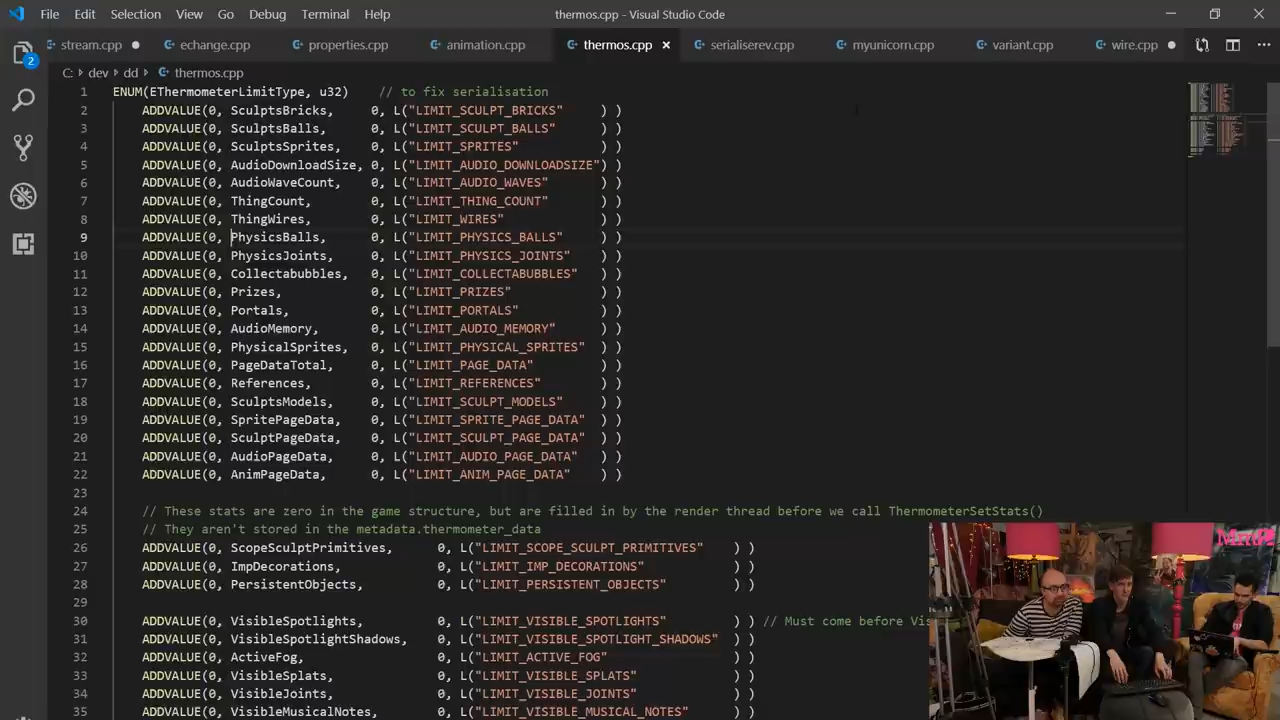 File Edit Selection View Go Debug Terminal Help thermos.cpp - Visual Studio Code
stream.cpp echange.cpp properties.cpp animation.cpp thermos.cpp serialiserev.cpp myunicorn.cpp variant.cpp wire.cpp
2
C: dev dd thermos.cpp
1 ENUM(EThermometerLimitType, u32) // to fix serialisation
2 ADDVALUE(0, SculptsBricks, 0, L("LIMIT_SCULPT_BRICKS" ) )
3 ADDVALUE(0, SculptsBalls, 0, L("LIMIT_SCULPT_BALLS" ) )
4 ADDVALUE(0, SculptsSprites, 0, L("LIMIT_SPRITES" ) )
5 ADDVALUE(0, AudioDownloadSize, 0, L("LIMIT_AUDIO_DOWNLOADSIZE") )
6 ADDVALUE(0, AudioWaveCount, 0, L("LIMIT_AUDIO_WAVES" ) )
7 ADDVALUE(0, ThingCount, 0, L("LIMIT_THING_COUNT" ) )
8 ADDVALUE(0, ThingWires, 0, L("LIMIT_WIRES" ) )
9 ADDVALUE(0, PhysicsBalls, 0, L("LIMIT_PHYSICS_BALLS" ) )
10 ADDVALUE(0, PhysicsJoints, 0, L("LIMIT_PHYSICS_JOINTS" ) )
11 ADDVALUE(0, Collectabubbles, 0, L("LIMIT_COLLECTABUBBLES" ) )
12 ADDVALUE(0, Prizes, 0, L("LIMIT_PRIZES" ) )
13 ADDVALUE(0, Portals, 0, L("LIMIT_PORTALS" ) )
14 ADDVALUE(0, AudioMemory, 0, L("LIMIT_AUDIO_MEMORY" ) )
15 ADDVALUE(0, PhysicalSprites, 0, L("LIMIT_PHYSICAL_SPRITES" ) )
16 ADDVALUE(0, PageDataTotal, 0, L("LIMIT_PAGE_DATA" ) )
17 ADDVALUE(0, References, 0, L("LIMIT_REFERENCES" ) )
18 ADDVALUE(0, SculptsModels, 0, L("LIMIT_SCULPT_MODELS" ) )
19 ADDVALUE(0, SpritePageData, 0, L("LIMIT_SPRITE_PAGE_DATA" ) )
20 ADDVALUE(0, SculptPageData, 0, L("LIMIT_SCULPT_PAGE_DATA" ) )
21 ADDVALUE(0, AudioPageData, 0, L("LIMIT_AUDIO_PAGE_DATA" ) )
22 ADDVALUE(0, AnimPageData, 0, L("LIMIT_ANIM_PAGE_DATA" ) )
23
24 // These stats are zero in the game structure, but are filled in by the render thread before we call ThermometerSetStats()
25 // They aren't stored in the metadata.thermometer_data
26 ADDVALUE(0, ScopeSculptPrimitives, 0, L("LIMIT_SCOPE_SCULPT_PRIMITIVES" ) )
27 ADDVALUE(0, ImpDecorations, 0, L("LIMIT_IMP_DECORATIONS" ) )
28 ADDVALUE(0, PersistentObjects, 0, L("LIMIT_PERSISTENT_OBJECTS" ) )
29
30 ADDVALUE(0, VisibleSpotlights, 0, L("LIMIT_VISIBLE_SPOTLIGHTS" ) ) // Must come before Vis
31 ADDVALUE(0, VisibleSpotlightShadows, 0, L("LIMIT_VISIBLE_SPOTLIGHT_SHADOWS" ) )
32 ADDVALUE(0, ActiveFog, 0, L("LIMIT_ACTIVE_FOG" ) )
33 ADDVALUE(0, VisibleSplats, 0, L("LIMIT_VISIBLE_SPLATS" ) )
34 ADDVALUE(0, VisibleJoints, 0, L("LIMIT_VISIBLE_JOINTS" ) )
35 ADDVALUE(0, VisibleMusicalNotes, 0, L("LIMIT_VISIBLE_MUSICAL_NOTES" ) )